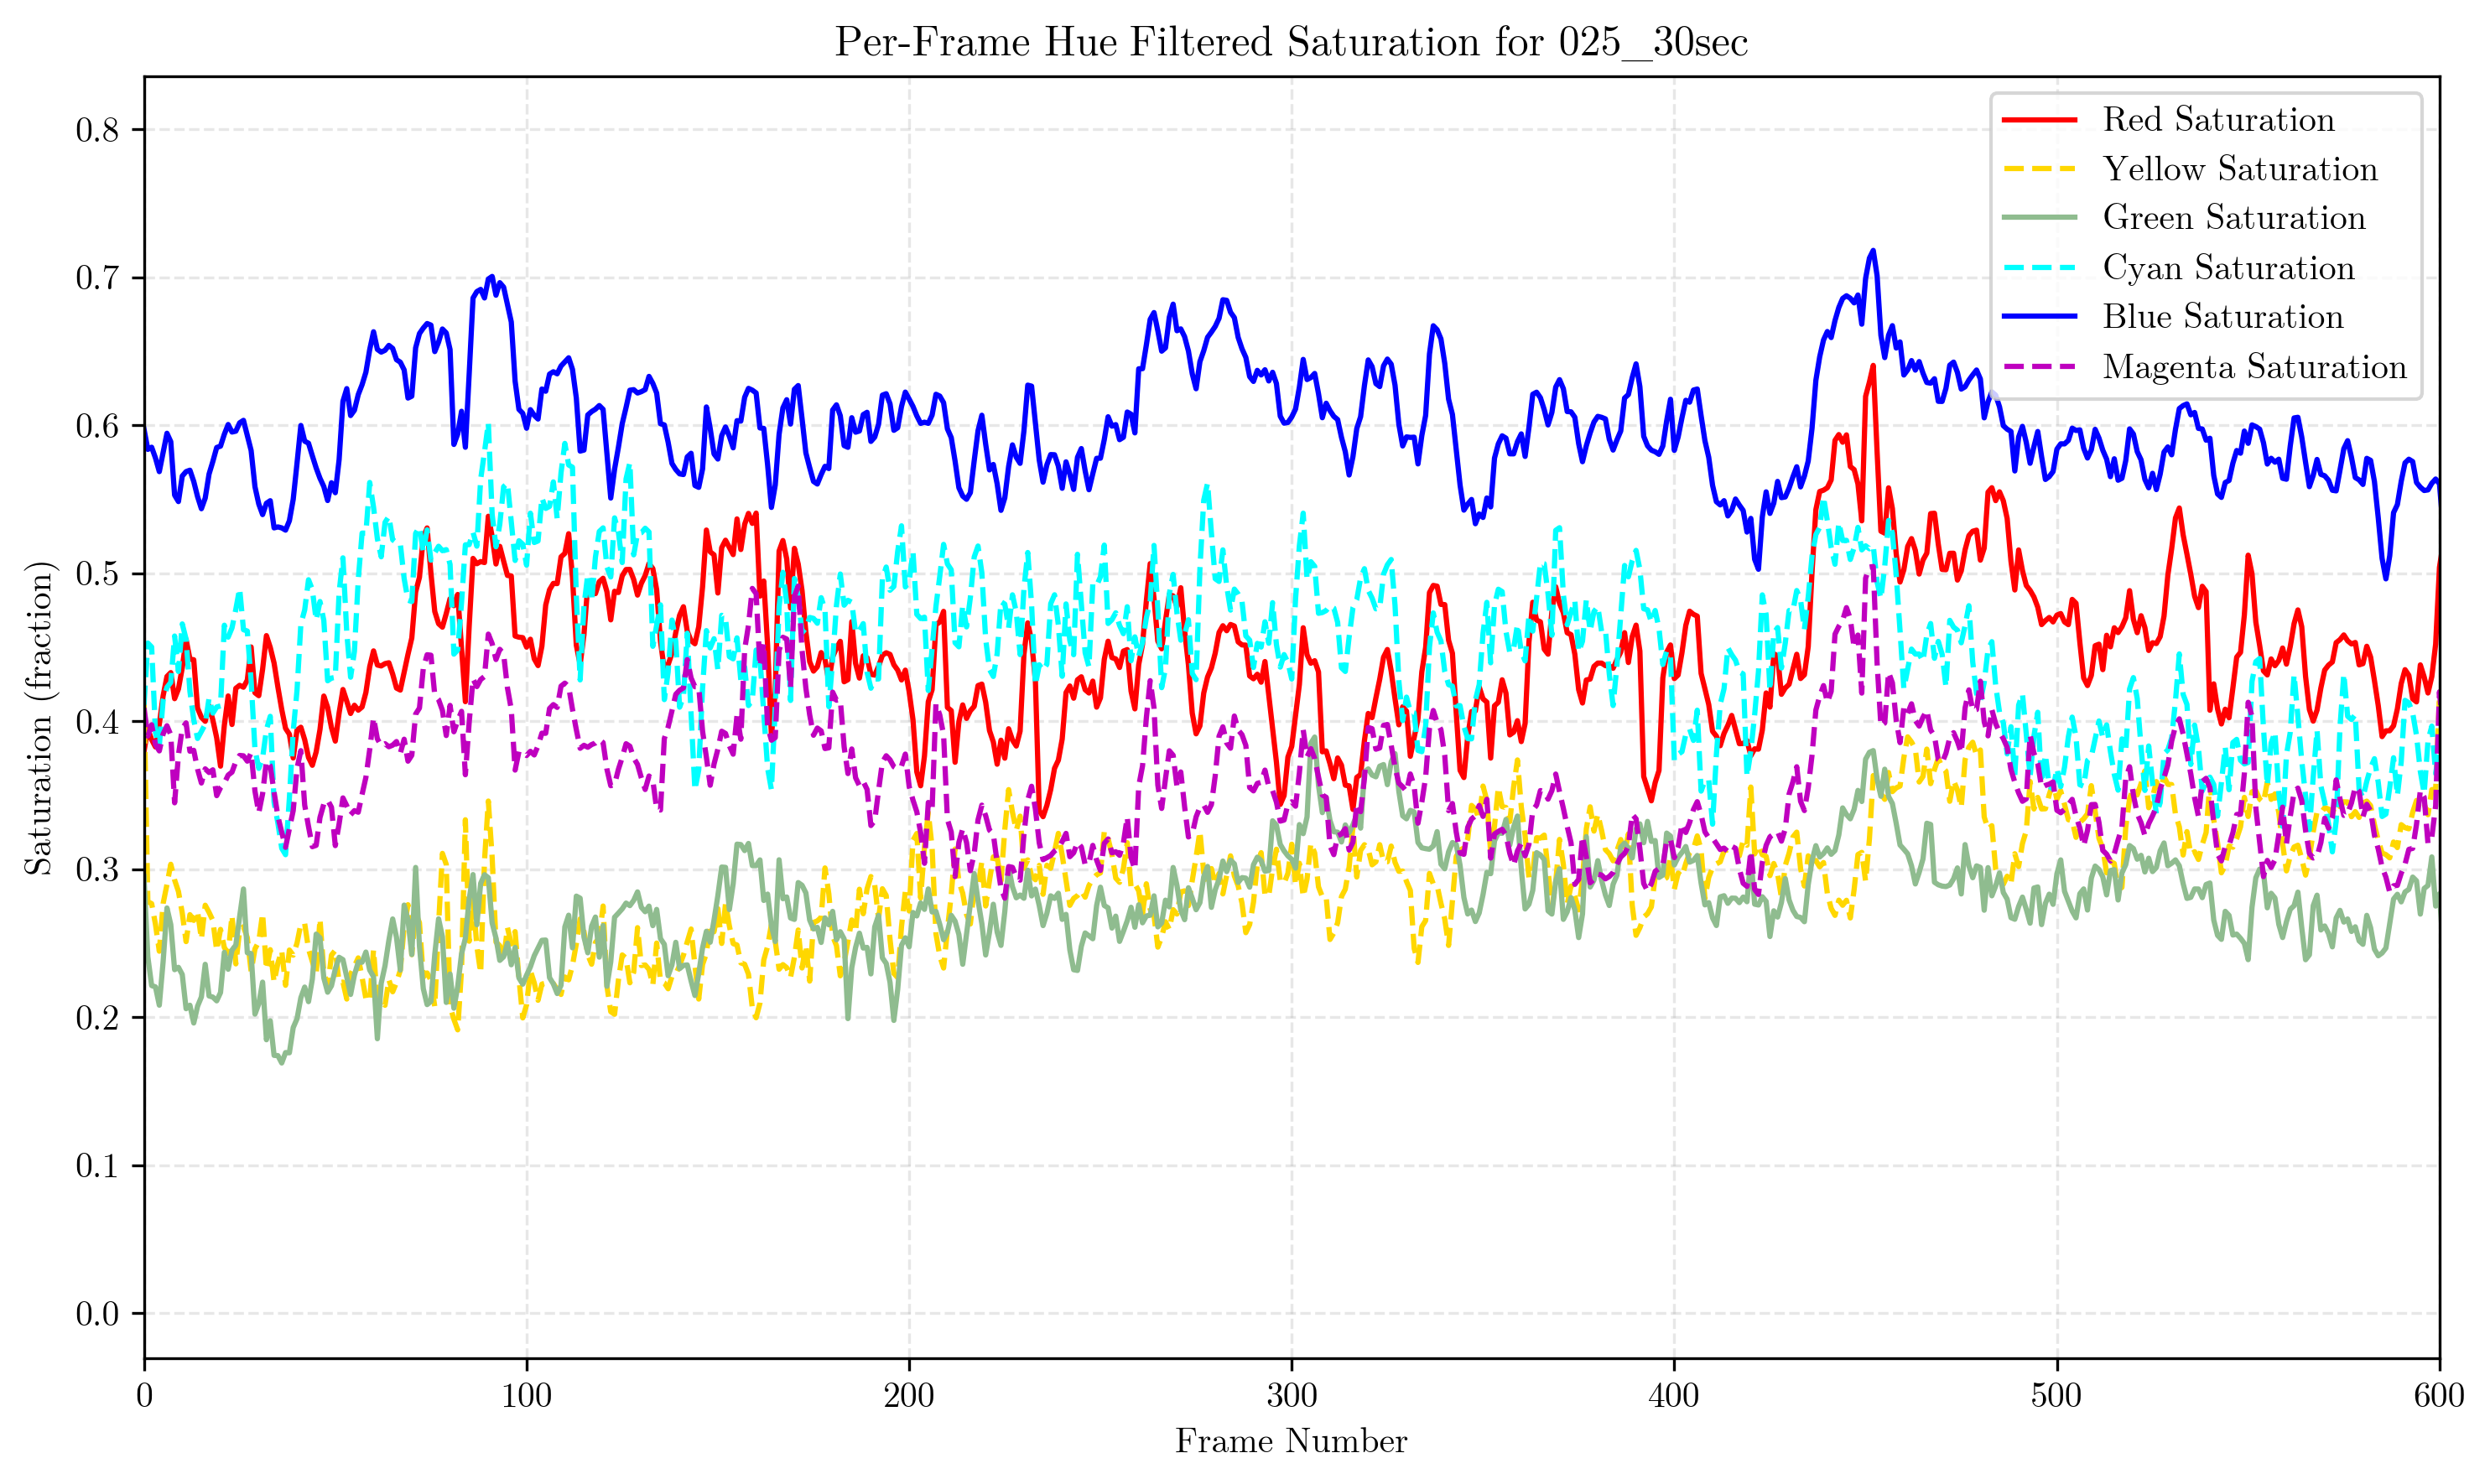 Per-Frame Hue Filtered Saturation for 025_30sec
Red Saturation
Yellow Saturation
Green Saturation
Cyan Saturation
Blue Saturation
Magenta Saturation
Saturation (fraction)
0.8
0.7
0.6
0.5
0.4
0.3
0.2
0.1
0.0
0 100 200 300 400 500 600
Frame Number